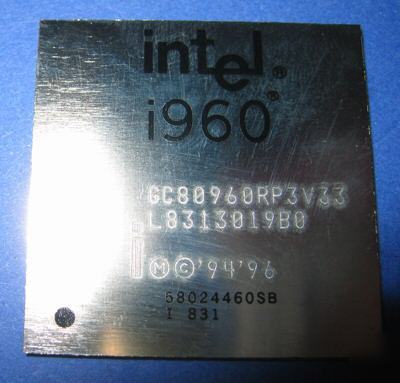 intel®
i960®
GC80960RP3V33
L8313019B0
i Ⓜ © '94 '96
58024460SB
I 831